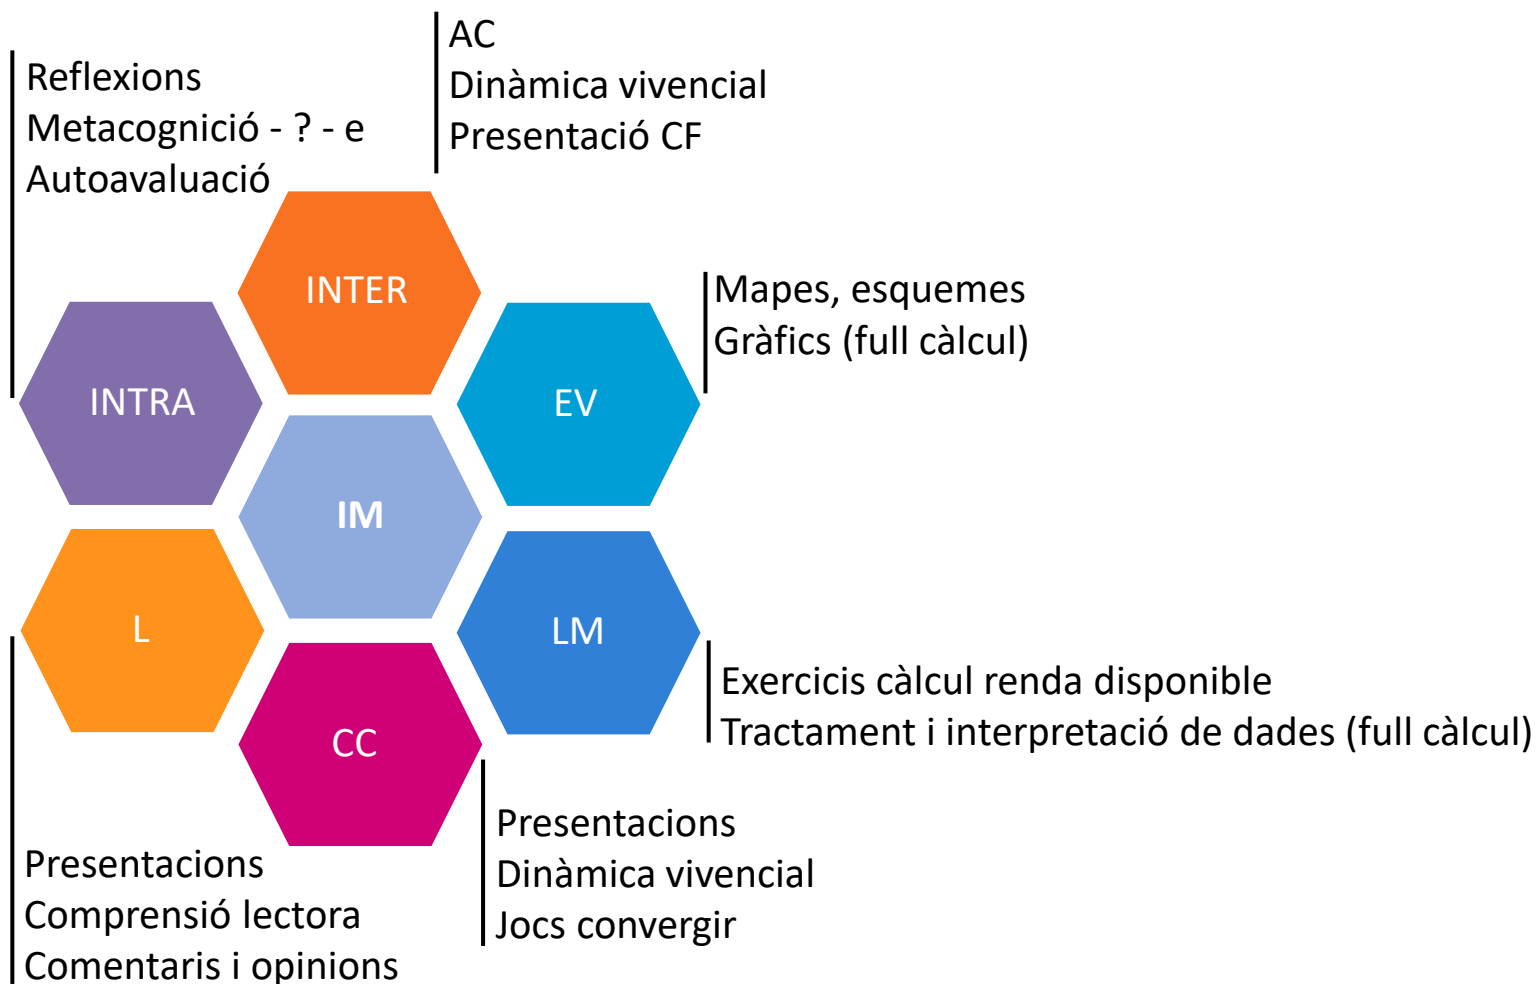 AC
Dinàmica vivencial
Presentació CF
Reflexions
Metacognició - ? - e
Autoavaluació
INTER
Mapes, esquemes
Gràfics (full càlcul)
INTRA
EV
IM
L
LM
Exercicis càlcul renda disponible
Tractament i interpretació de dades (full càlcul)
CC
Presentacions
Dinàmica vivencial
Jocs convergir
Presentacions
Comprensió lectora
Comentaris i opinions